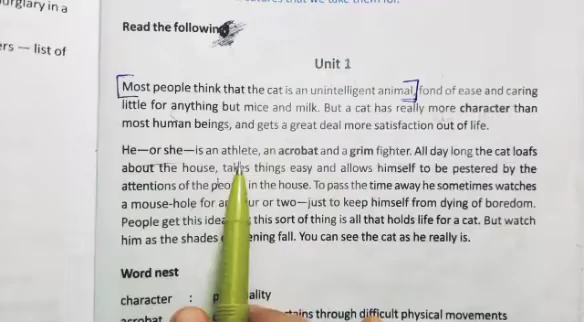 urglary in a
ers — list of
Read the following
Unit 1
Most people think that the cat is an unintelligent animal, fond of ease and caring
little for anything but mice and milk. But a cat has really more character than
most human beings, and gets a great deal more satisfaction out of life.
He—or she—is an athlete, an acrobat and a grim fighter. All day long the cat loafs
about the house, takes things easy and allows himself to be pestered by the
attentions of the in the house. To pass the time away he sometimes watches
a mouse-hole for or two—just to keep himself from dying of boredom.
People get this idea this sort of thing is all that holds life for a cat. But watch
him as the shades fall. You can see the cat as he really is.
Word nest
character :
acrobat through difficult physical movements